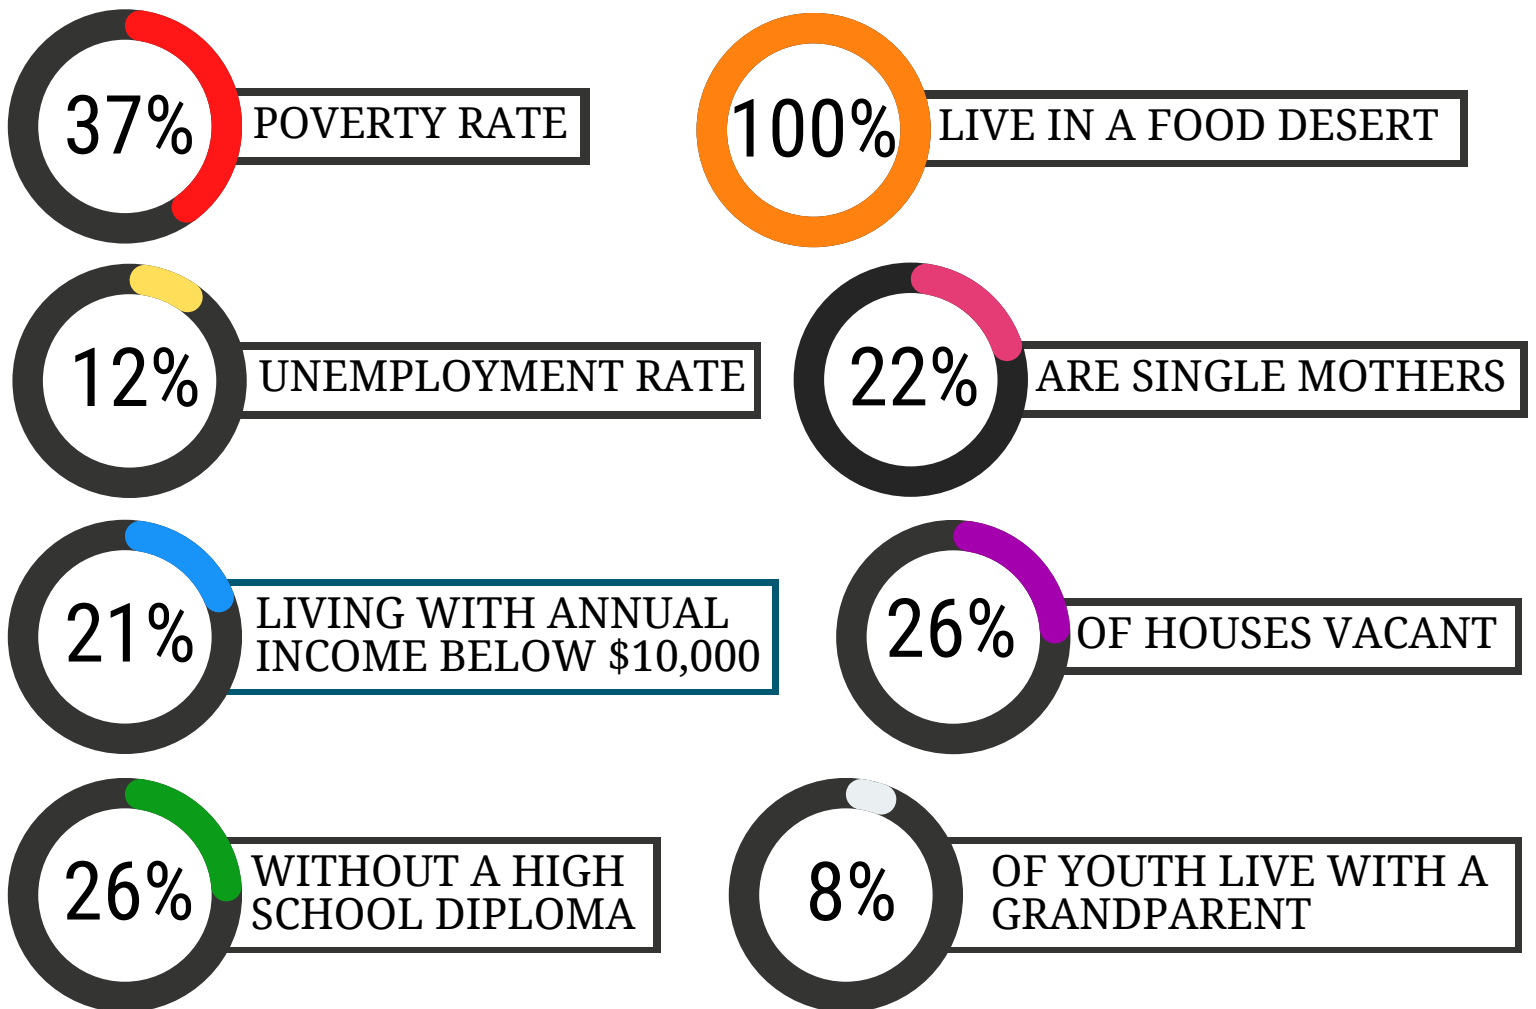 37%
POVERTY RATE
100%
LIVE IN A FOOD DESERT
12%
UNEMPLOYMENT RATE
22%
ARE SINGLE MOTHERS
21%
LIVING WITH ANNUAL
INCOME BELOW $10,000
26%
OF HOUSES VACANT
26%
WITHOUT A HIGH
SCHOOL DIPLOMA
8%
OF YOUTH LIVE WITH A
GRANDPARENT